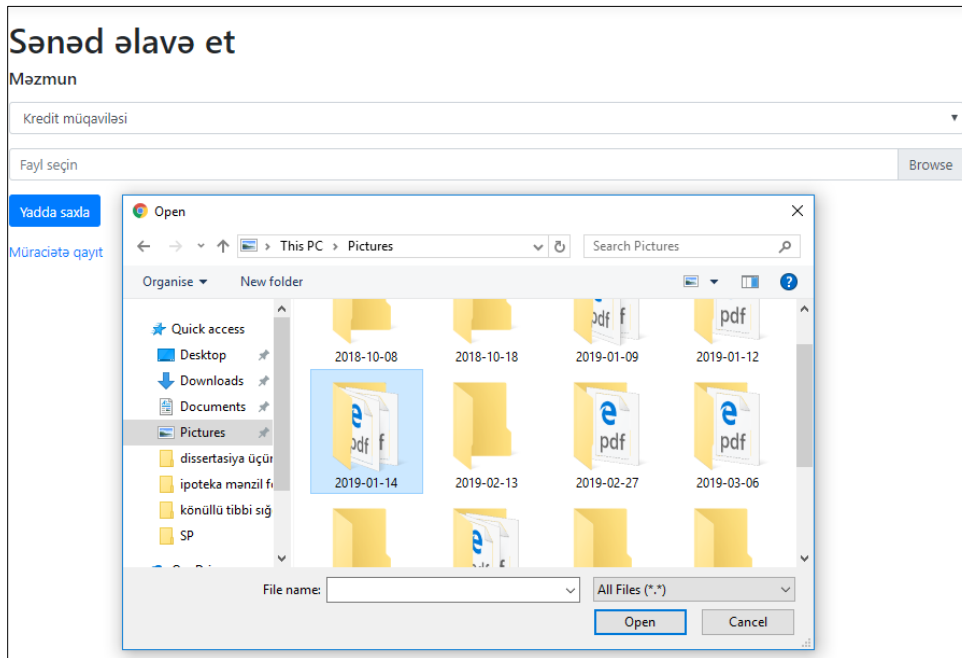 Sənəd əlavə et
Məzmun
Kredit müqaviləsi
Fayl seçin Browse
Yadda saxla
Müraciətə qayıt
Open
This PC > Pictures Search Pictures
Organise New folder
Quick access
Desktop
Downloads
Documents
Pictures
dissertasiya üçün
ipoteka mənzil
könüllü tibbi sığ
SP
pdf f pdf
2018-10-08 2018-10-18 2019-01-09 2019-01-12
pdf f pdf pdf
2019-01-14 2019-02-13 2019-02-27 2019-03-06
File name: All Files (*.*)
Open Cancel